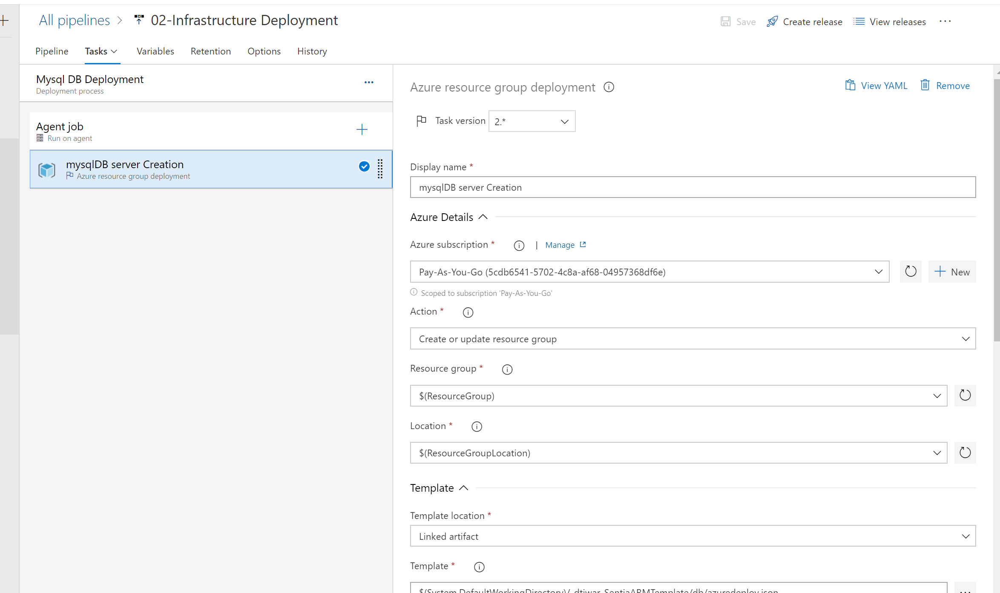 All pipelines > 02-Infrastructure Deployment
Save Create release View releases ...
Pipeline Tasks Variables Retention Options History
Mysql DB Deployment
Deployment process
...
Agent job
Run on agent
mysqlDB server Creation
Azure resource group deployment
Azure resource group deployment
View YAML Remove
Task version 2.*
Display name *
mysqlDB server Creation
Azure Details
Azure subscription * | Manage
Pay-As-You-Go (5cdb6541-5702-4c8a-af68-04957368df6e)
New
Scoped to subscription 'Pay-As-You-Go'
Action *
Create or update resource group
Resource group *
$(ResourceGroup)
Location *
$(ResourceGroupLocation)
Template
Template location *
Linked artifact
Template *
$(System.DefaultWorkingDirectory)/_dtiwar_SentiaARMTemplate/db/azuredeploy.json
...